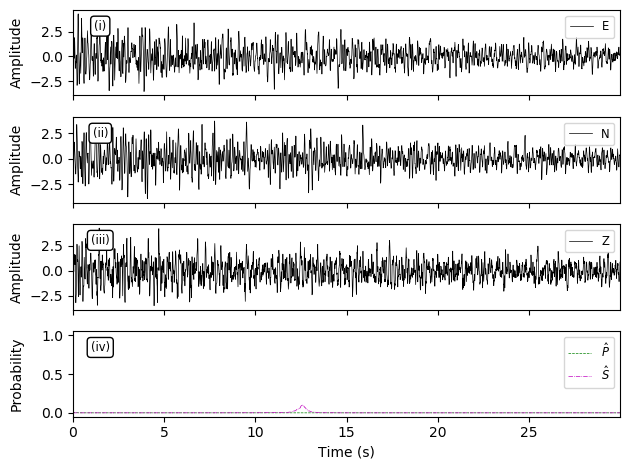 Amplitude
2.5
0.0
−2.5
(i)
E
Amplitude
2.5
0.0
−2.5
(ii)
N
Amplitude
2.5
0.0
−2.5
(iii)
Z
Probability
1.0
0.5
0.0
(iv)
P̂
Ŝ
0 5 10 15 20 25
Time (s)